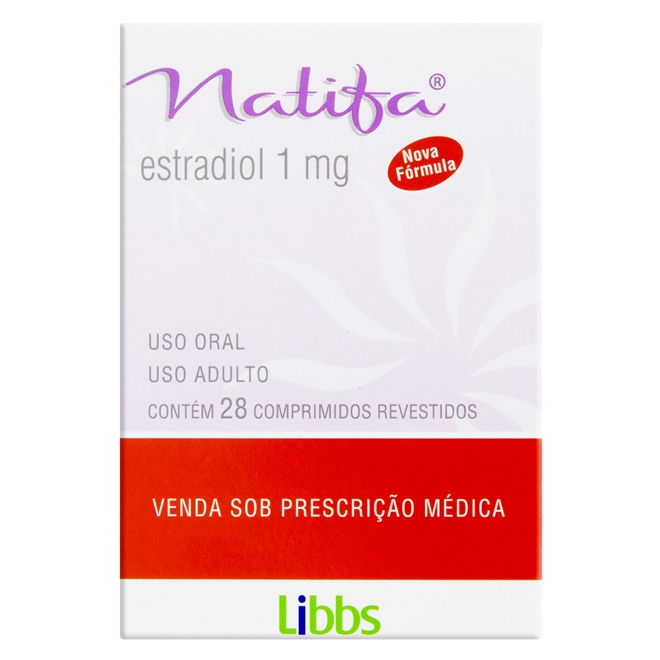 Natifa®
estradiol 1 mg
Nova
Fórmula
USO ORAL
USO ADULTO
CONTÉM 28 COMPRIMIDOS REVESTIDOS
VENDA SOB PRESCRIÇÃO MÉDICA
Libbs